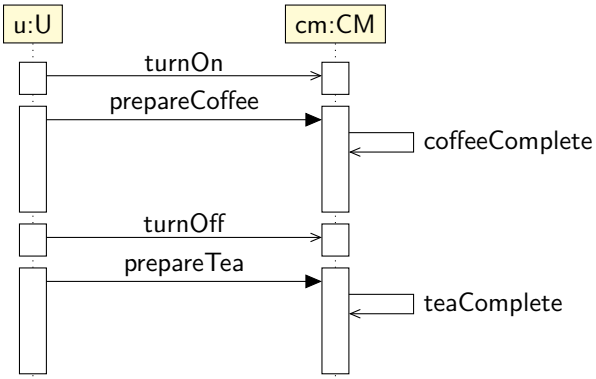 u:U
cm:CM
turnOn
prepareCoffee
coffeeComplete
turnOff
prepareTea
teaComplete